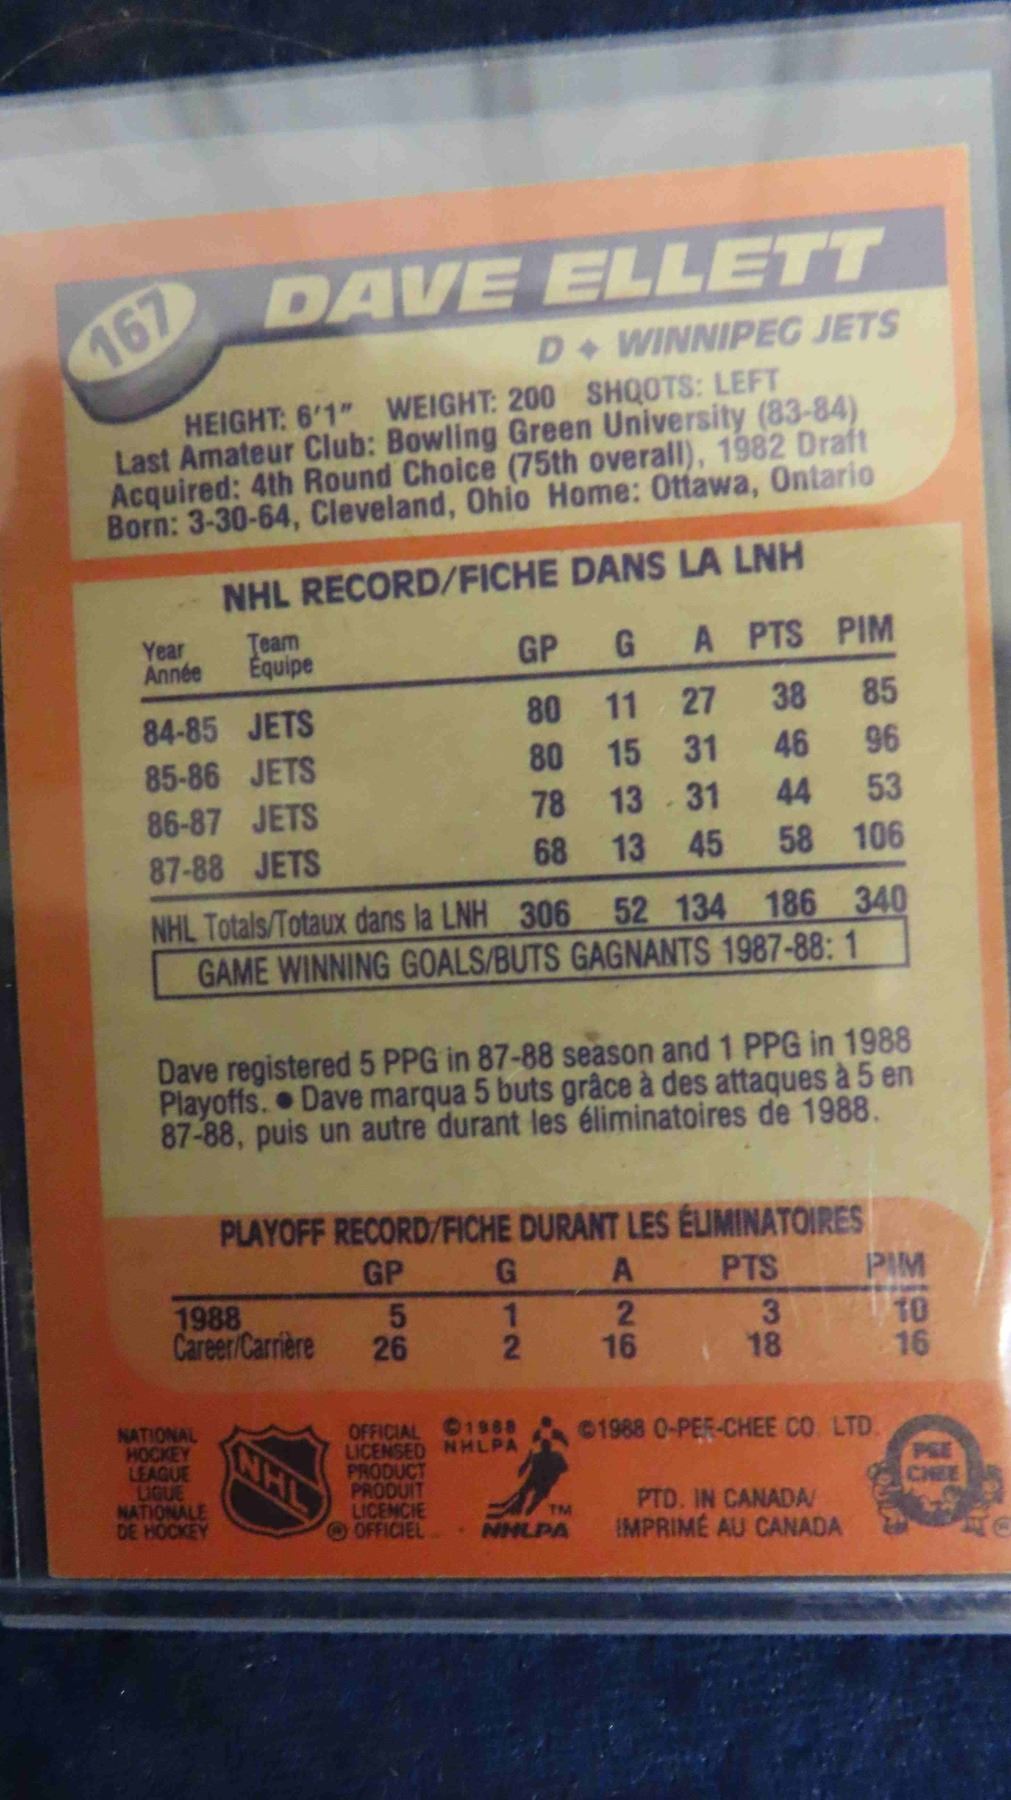 167
DAVE ELLETT
D ♦ WINNIPEG JETS
HEIGHT: 6'1" WEIGHT: 200 SHOOTS: LEFT
Last Amateur Club: Bowling Green University (83-84)
Acquired: 4th Round Choice (75th overall), 1982 Draft
Born: 3-30-64, Cleveland, Ohio Home: Ottawa, Ontario
NHL RECORD/FICHE DANS LA LNH
Year Team GP G A PTS PIM
Année Équipe
84-85 JETS 80 11 27 38 85
85-86 JETS 80 15 31 46 96
86-87 JETS 78 13 31 44 53
87-88 JETS 68 13 45 58 106
NHL Totals/Totaux dans la LNH 306 52 134 186 340
GAME WINNING GOALS/BUTS GAGNANTS 1987-88: 1
Dave registered 5 PPG in 87-88 season and 1 PPG in 1988
Playoffs. ● Dave marqua 5 buts grâce à des attaques à 5 en
87-88, puis un autre durant les éliminatoires de 1988.
PLAYOFF RECORD/FICHE DURANT LES ÉLIMINATOIRES
GP G A PTS PIM
1988 5 1 2 3 10
Career/Carrière 26 2 16 18 16
NATIONAL
HOCKEY
LEAGUE
LIGUE
NATIONALE
DE HOCKEY
NHL
OFFICIAL
LICENSED
PRODUCT
PRODUIT
LICENCIE
® OFFICIEL
©1988
NHLPA
TM
NHLPA
©1988 O-PEE-CHEE CO. LTD.
PTD. IN CANADA/
IMPRIMÉ AU CANADA
PEE
CHEE
®